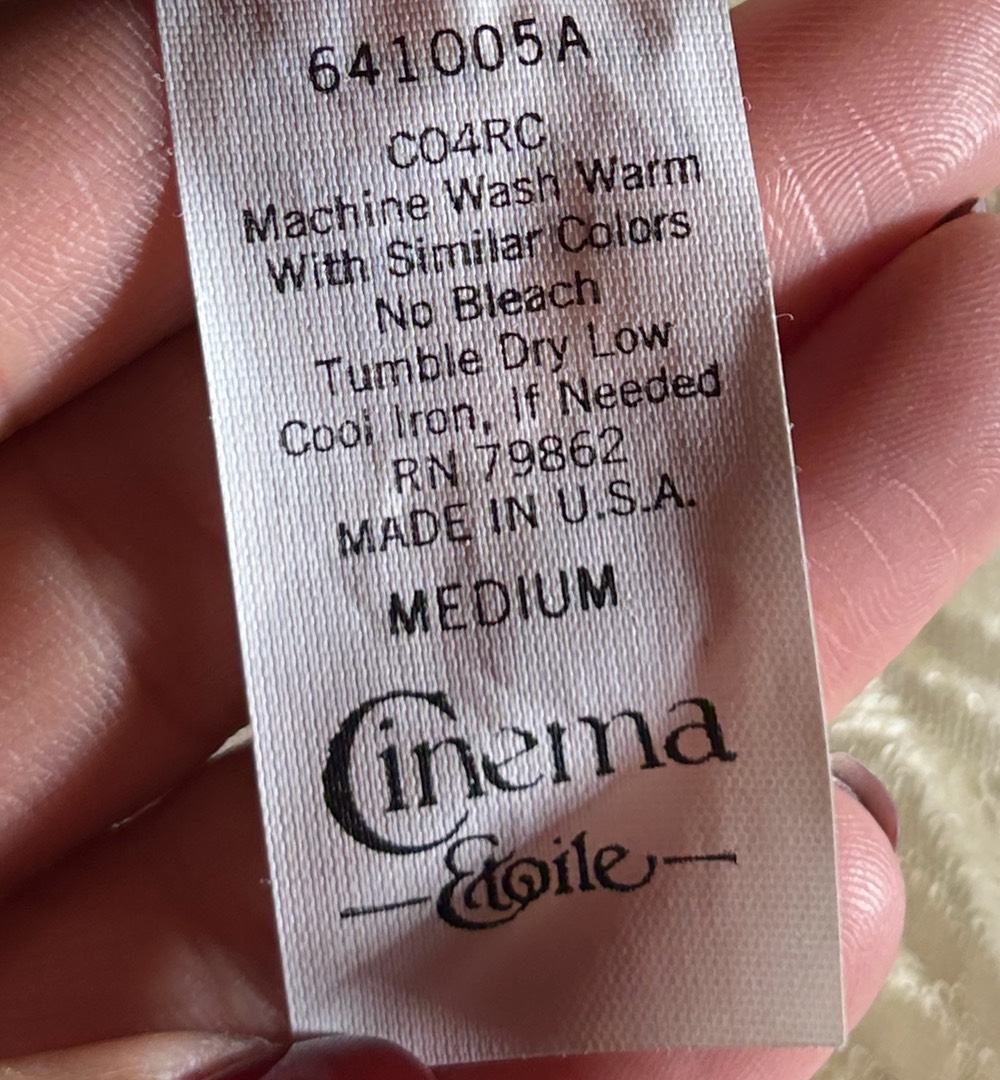 641005A
C04RC
Machine Wash Warm
With Similar Colors
No Bleach
Tumble Dry Low
Cool Iron, If Needed
RN 79862
MADE IN U.S.A.
MEDIUM
Cinema
Etoile